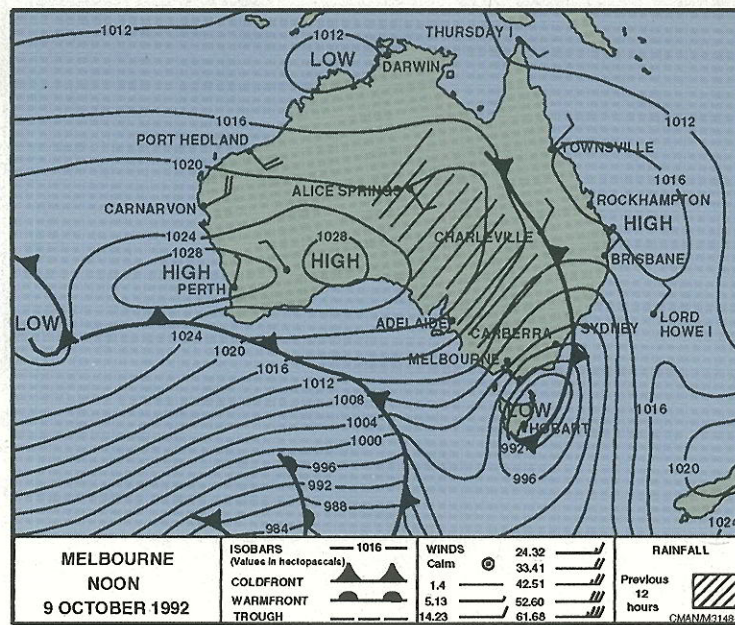 THURSDAY I
1012
1012
LOW
DARWIN
1016
1012
PORT HEDLAND
TOWNSVILLE
1020
1016
ALICE SPRINGS
ROCKHAMPTON
CARNARVON
HIGH
1024
CHARLEVILLE
1028
1028
HIGH
HIGH
BRISBANE
PERTH
LOW
ADELAIDE
LORD
HOWE I
1024
CARBERRA
SYDNEY
1020
MELBOURNE
1016
1012
1008
LOW
1016
1004
HOBART
1000
992
996
996
1020
992
988
984
1024
MELBOURNE
NOON
9 OCTOBER 1992
ISOBARS 1016
(Values in hectopascals)
COLDFRONT
WARMFRONT
TROUGH
WINDS
Calm
1.4
5.13
14.23
24.32
33.41
42.51
52.60
61.68
RAINFALL
Previous
12
hours